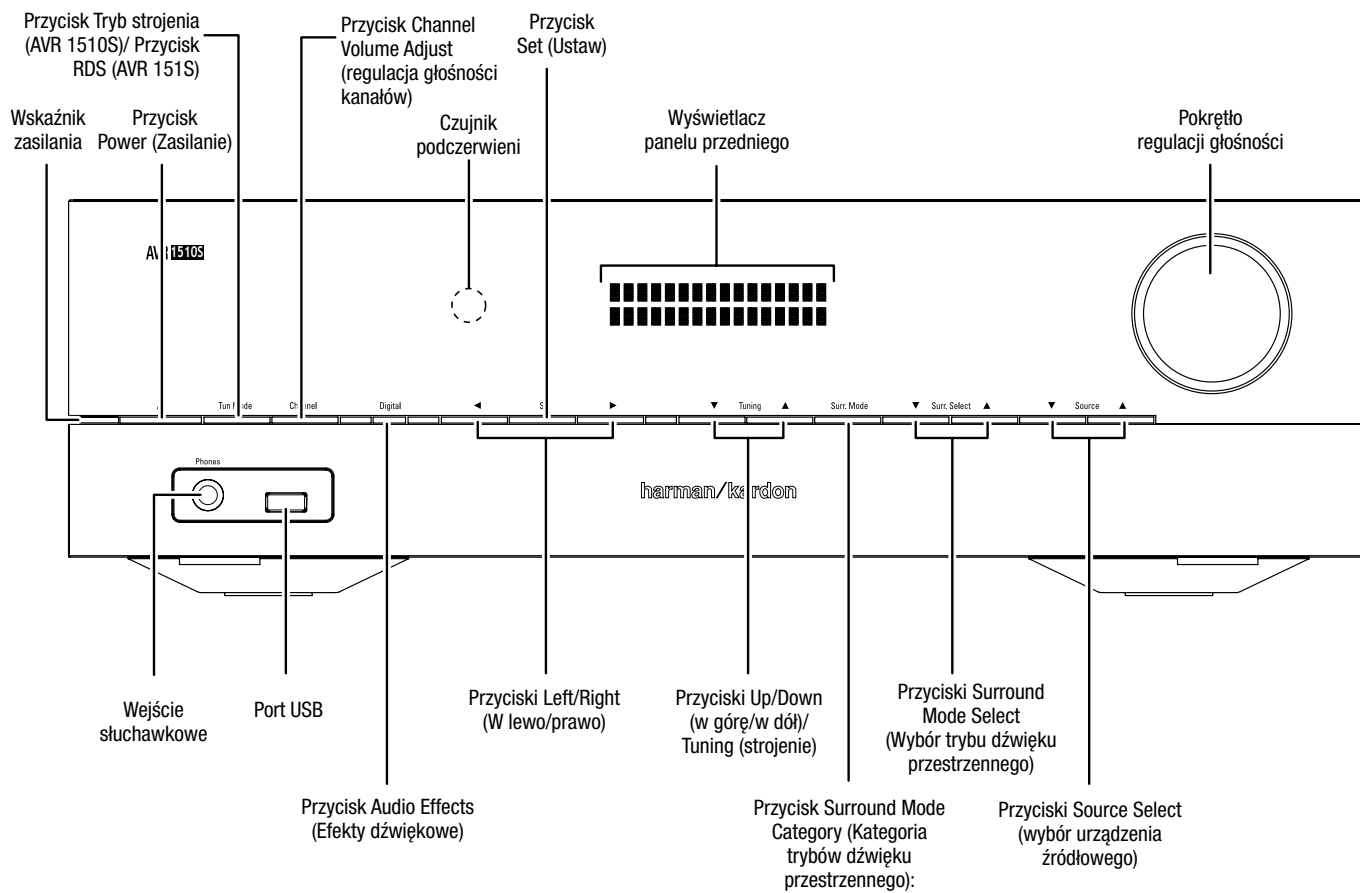 Przycisk Tryb strojenia
(AVR 1510S)/ Przycisk
RDS (AVR 151S)
Przycisk Channel
Volume Adjust
(regulacja głośności
kanałów)
Przycisk
Set (Ustaw)
Wskaźnik
zasilania
Przycisk
Power (Zasilanie)
Czujnik
podczerwieni
Wyświetlacz
panelu przedniego
Pokrętło
regulacji głośności
1510S
Digital
Tuning
Surr. Mode
Surr. Select
Source
Phones
harman/kardon
Wejście
słuchawkowe
Port USB
Przyciski Left/Right
(W lewo/prawo)
Przyciski Up/Down
(w górę/w dół)/
Tuning (strojenie)
Przyciski Surround
Mode Select
(Wybór trybu dźwięku
przestrzennego)
Przycisk Audio Effects
(Efekty dźwiękowe)
Przycisk Surround Mode
Category (Kategoria
trybów dźwięku
przestrzennego):
Przyciski Source Select
(wybór urządzenia
źródłowego)